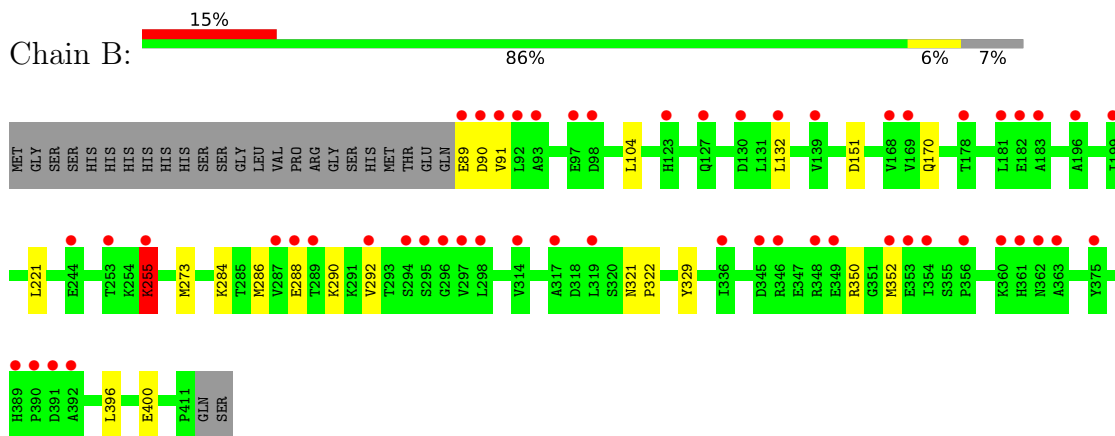 15%
Chain B:
86% 6% 7%
MET GLY SER SER HIS HIS HIS HIS HIS HIS SER SER GLY LEU VAL PRO ARG GLY SER HIS MET THR GLU GLN E89 D90 V91 L92 A93 E97 D98 L104 H123 Q127 D130 L131 L132 V139 D151 V168 V169 Q170 T178 L181 E182 A183 A196
L221 E244 T253 K254 K255 M273 K284 T285 M286 V287 E288 T289 K290 K291 V292 T293 S294 S295 G296 V297 L298 V314 A317 D318 L319 S320 N321 P322 Y329 I336 D345 R346 E347 R348 E349 R350 G351 M352 E353 I354 S355 P356 K360 H361 N362 A363 Y375
H389 P390 D391 A392 L396 E400 P411 GLN SER